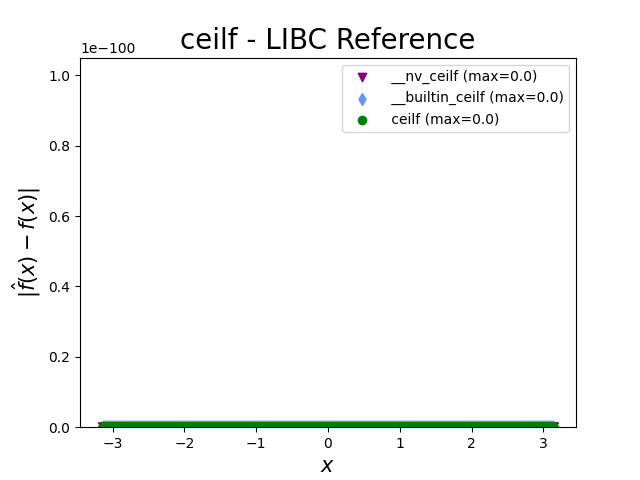 ceilf - LIBC Reference
1e−100
1.0
0.8
0.6
0.4
0.2
0.0
|f̂(x) − f(x)|
__nv_ceilf (max=0.0)
__builtin_ceilf (max=0.0)
ceilf (max=0.0)
−3 −2 −1 0 1 2 3
x